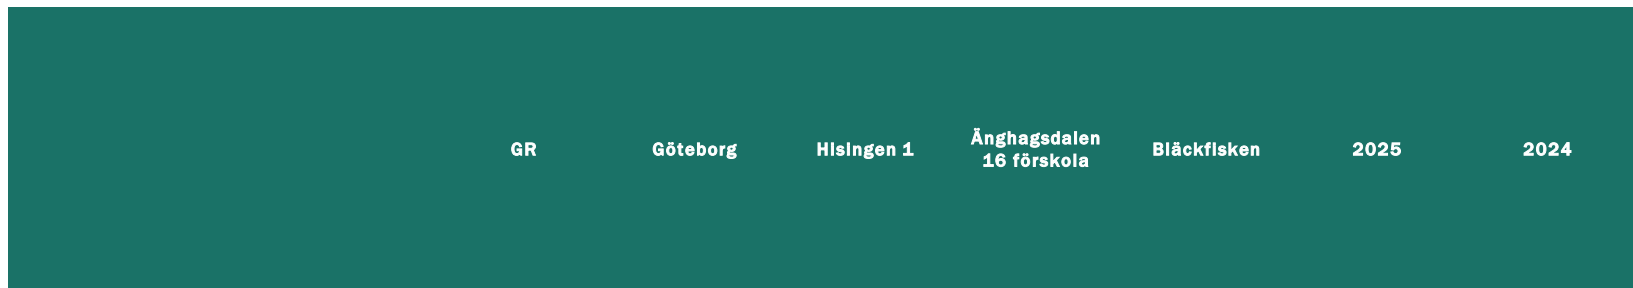 GR
Göteborg
Hisingen 1
Änghagsdalen
16 förskola
Bläckfisken
2025
2024